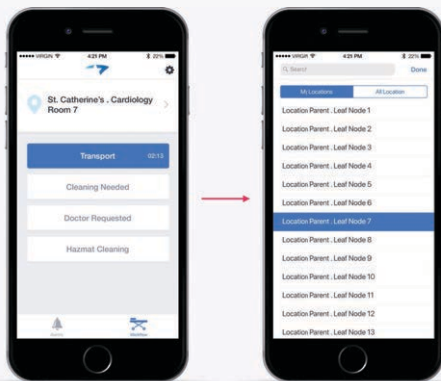 VIRGIN 4:21 PM 22%
St. Catherine's . Cardiology
Room 7
Transport 02:13
Cleaning Needed
Doctor Requested
Hazmat Cleaning
Workflow
VIRGIN 4:21 PM 22%
Search Done
My Locations All Location
Location Parent . Leaf Node 1
Location Parent . Leaf Node 2
Location Parent . Leaf Node 3
Location Parent . Leaf Node 4
Location Parent . Leaf Node 5
Location Parent . Leaf Node 6
Location Parent . Leaf Node 7
Location Parent . Leaf Node 8
Location Parent . Leaf Node 9
Location Parent . Leaf Node 10
Location Parent . Leaf Node 11
Location Parent . Leaf Node 12
Location Parent . Leaf Node 13